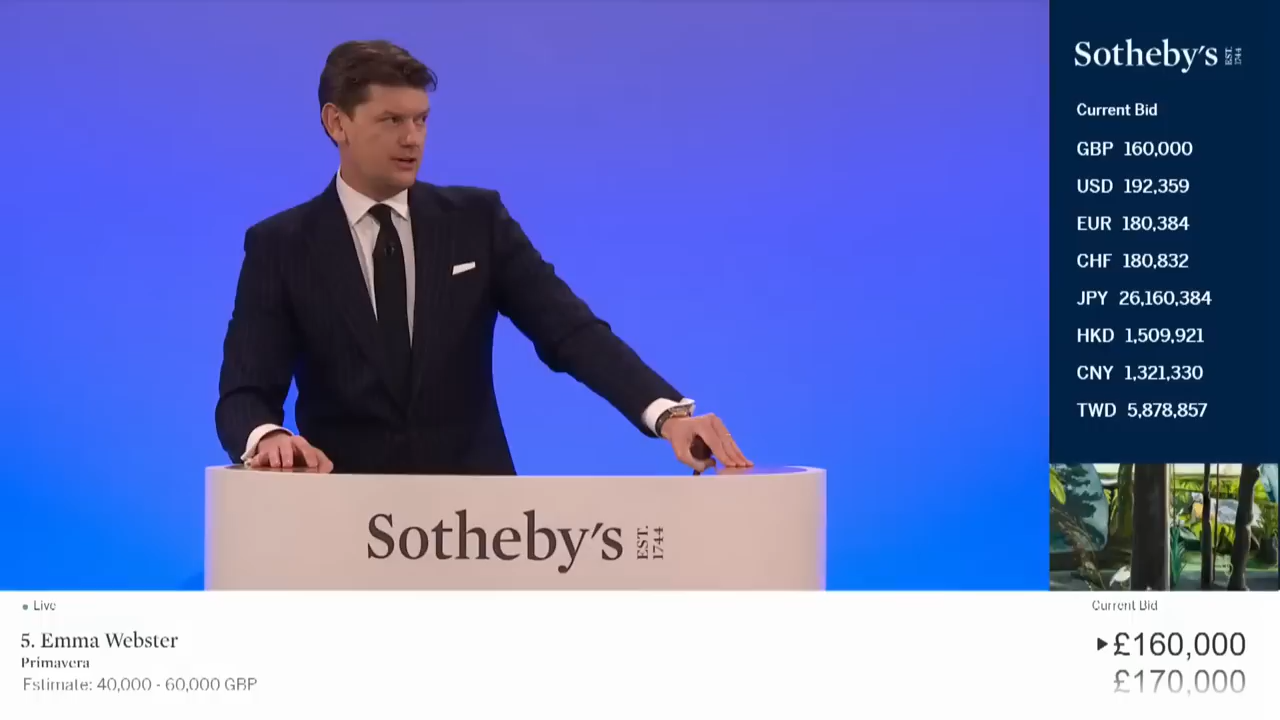 Sotheby's EST. 1744
Current Bid
GBP 160,000
USD 192,359
EUR 180,384
CHF 180,832
JPY 26,160,384
HKD 1,509,921
CNY 1,321,330
TWD 5,878,857
Sotheby's EST. 1744
Live
5. Emma Webster
Primavera
Estimate: 40,000 - 60,000 GBP
Current Bid
£160,000
£170,000